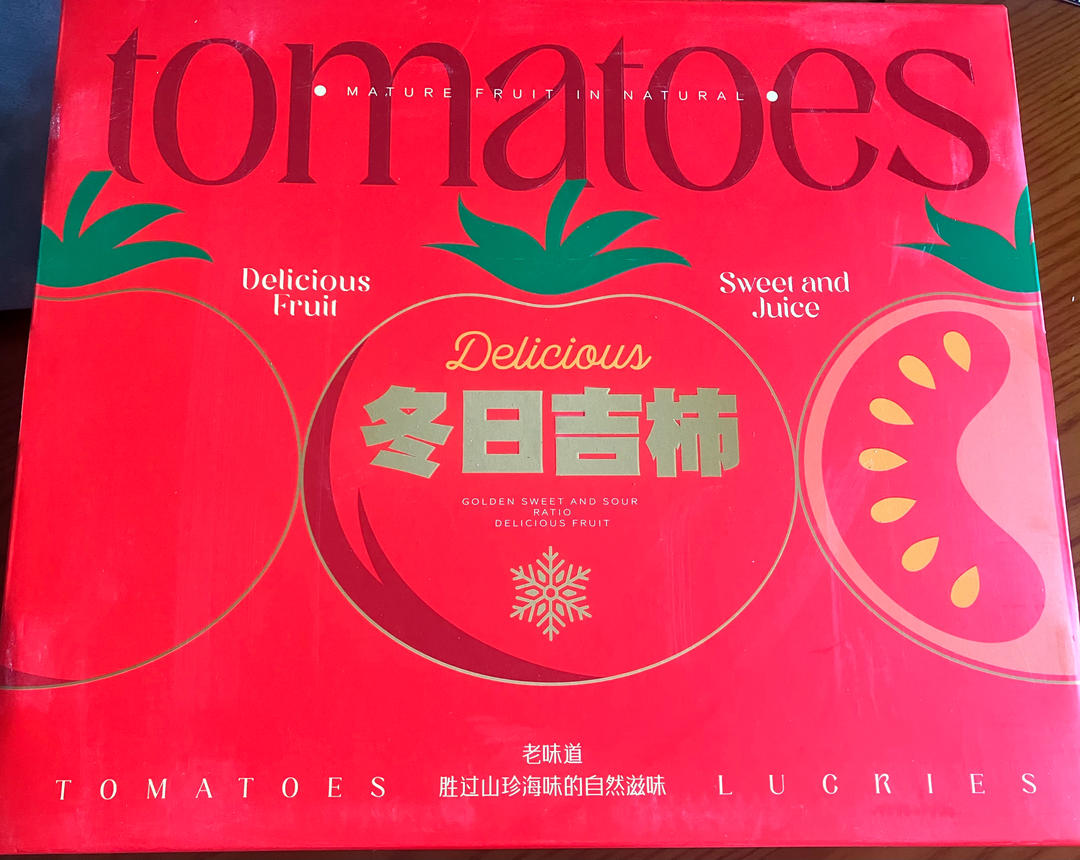 tomatoes
MATURE FRUIT IN NATURAL
Delicious
Fruit
Sweet and
Juice
Delicious
冬日吉柿
GOLDEN SWEET AND SOUR
RATIO
DELICIOUS FRUIT
老味道
TOMATOES
胜过山珍海味的自然滋味
LUCRIES